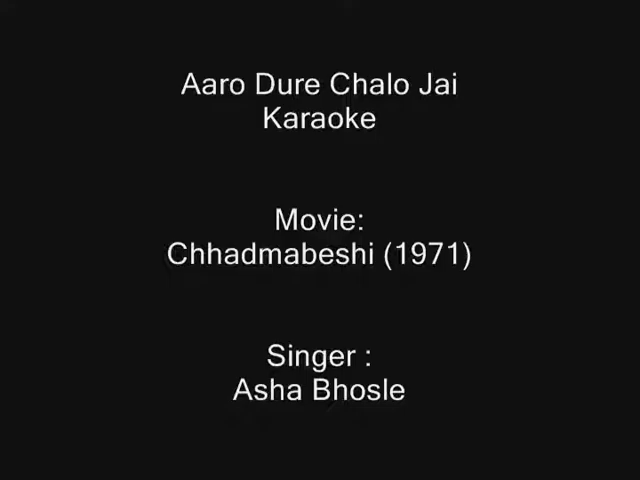 Aaro Dure Chalo Jai
Karaoke
Movie:
Chhadmabeshi (1971)
Singer :
Asha Bhosle